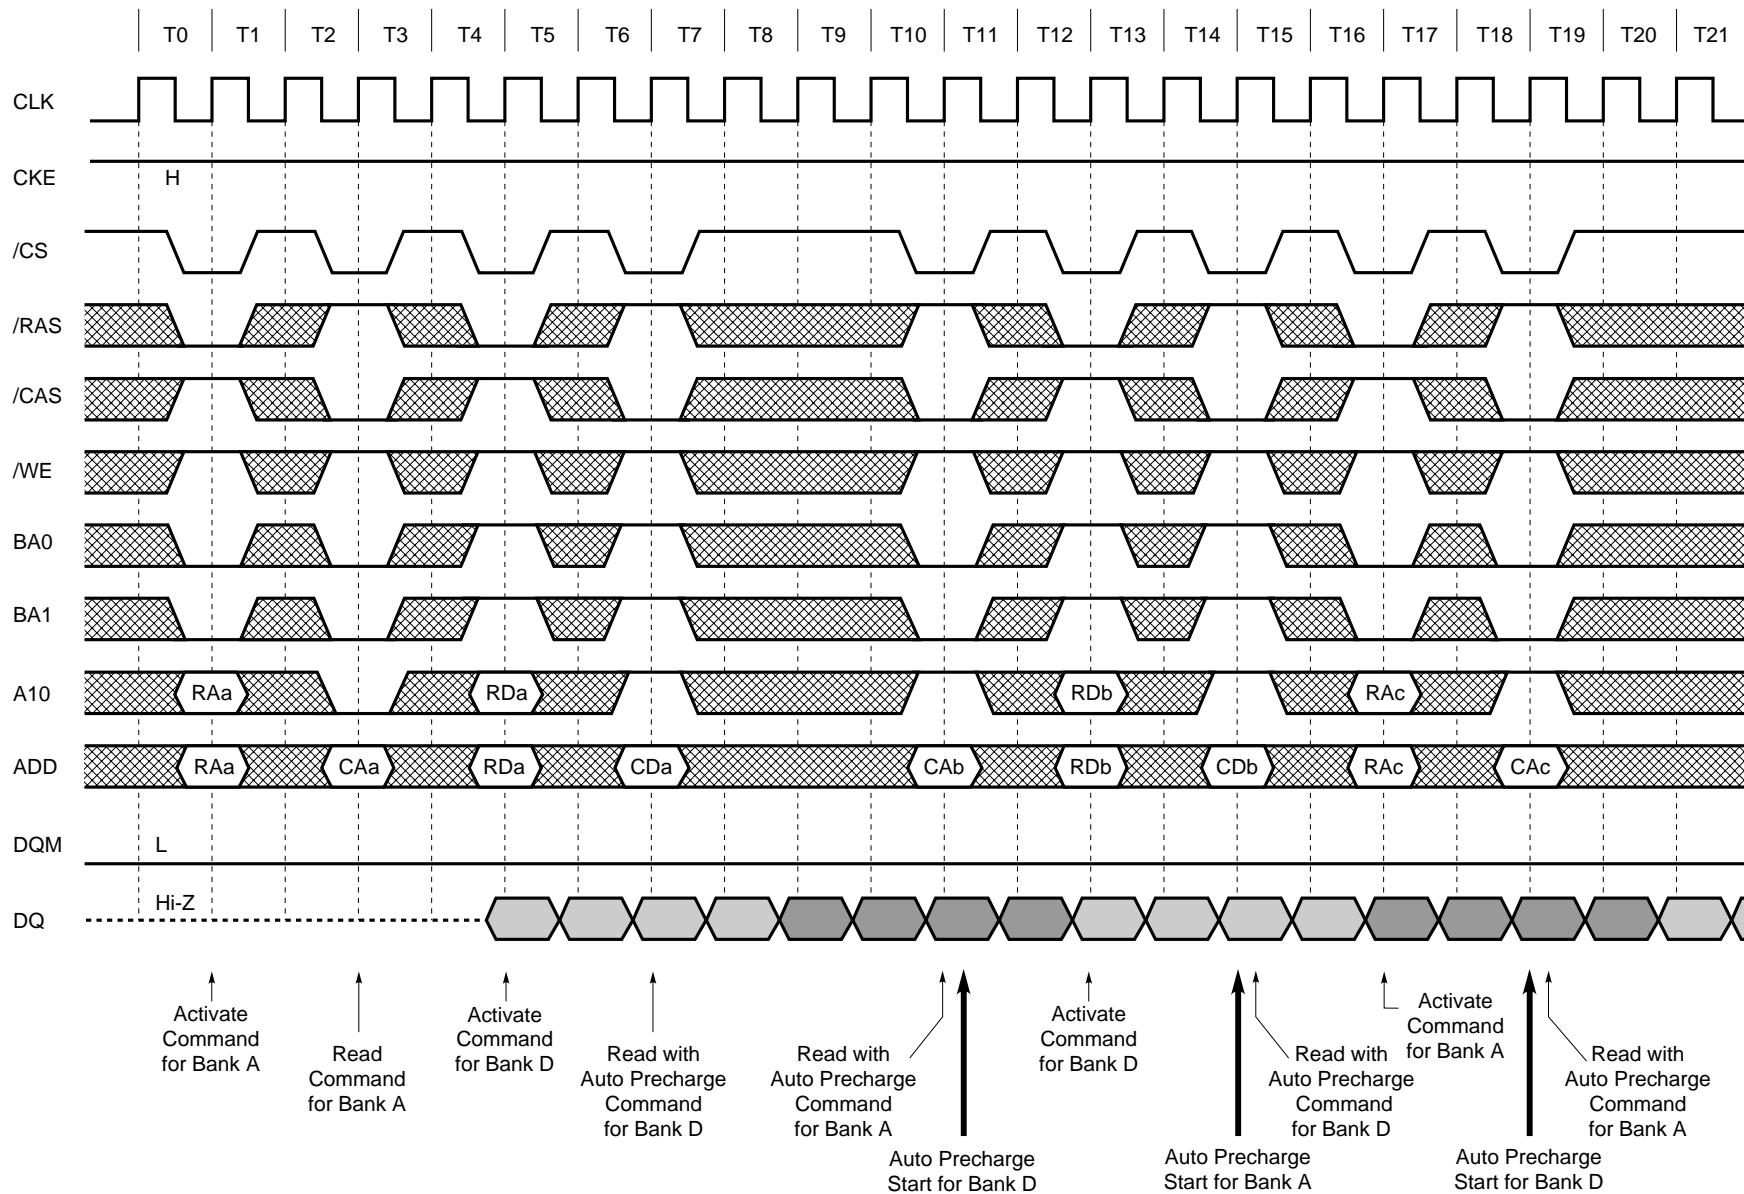 T0 T1 T2 T3 T4 T5 T6 T7 T8 T9 T10 T11 T12 T13 T14 T15 T16 T17 T18 T19 T20 T21
CLK
CKE H
/CS
/RAS
/CAS
/WE
BA0
BA1
A10 RAa RDa RDb RAc
ADD RAa CAa RDa CDa CAb RDb CDb RAc CAc
DQM L
DQ Hi-Z
Activate
Command
for Bank A
Read
Command
for Bank A
Activate
Command
for Bank D
Read with
Auto Precharge
Command
for Bank D
Read with
Auto Precharge
Command
for Bank A
Auto Precharge
Start for Bank D
Activate
Command
for Bank D
Auto Precharge
Start for Bank A
Read with
Auto Precharge
Command
for Bank D
Activate
Command
for Bank A
Auto Precharge
Start for Bank D
Read with
Auto Precharge
Command
for Bank A